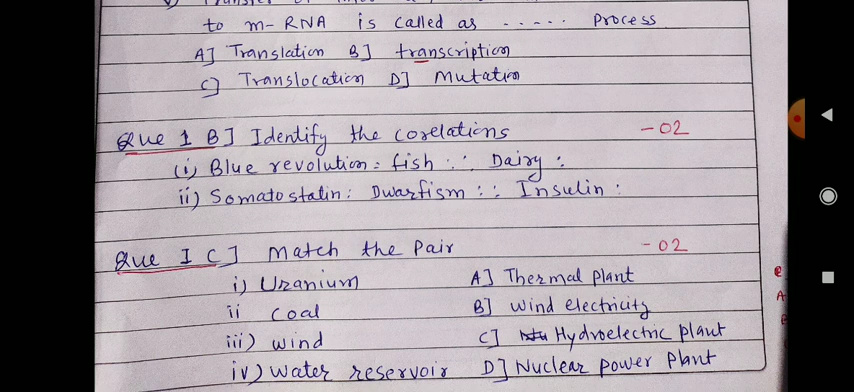 to m-RNA is called as ...... Process
A] Translation B] transcription
C] Translocation D] Mutation
Que 1 B] Identify the corelations -02
(i) Blue revolution : fish :: Dairy :
ii) Somatostatin : Dwarfism :: Insulin :
Que I C] Match the Pair -02
i) Uranium A] Thermal plant
ii coal B] wind electricity
iii) wind C] Hydroelectric plant
iv) Water reservoir D] Nuclear power plant